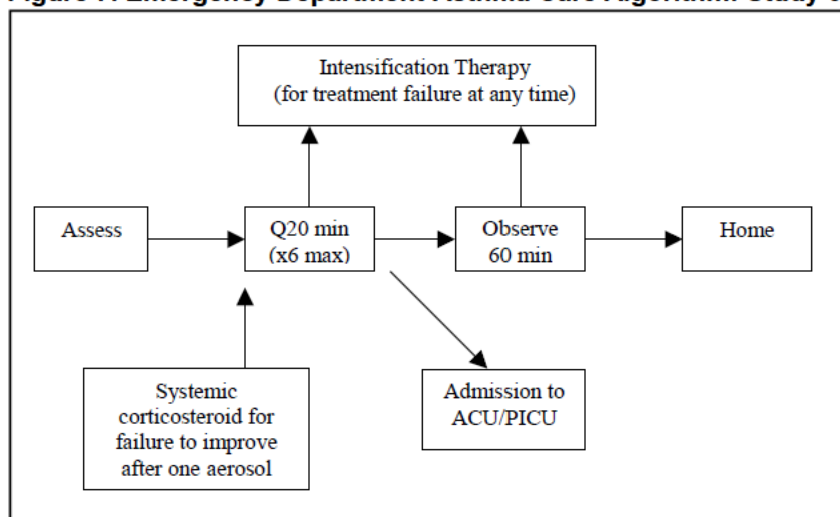 Figure 7. Emergency Department Asthma Care Algorithm: Study
Intensification Therapy
(for treatment failure at any time)
Assess
Q20 min
(x6 max)
Observe
60 min
Home
Systemic
corticosteroid for
failure to improve
after one aerosol
Admission to
ACU/PICU